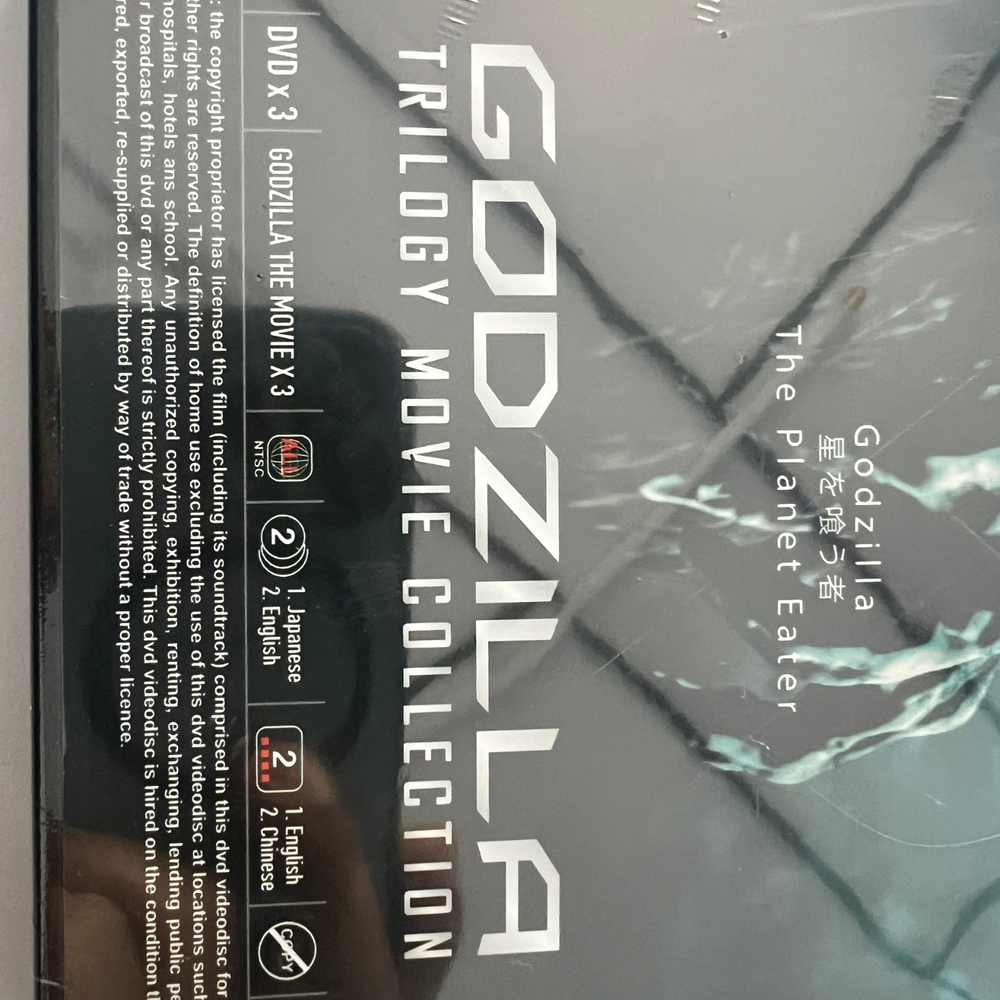 Godzilla
星を喰う者
The Planet Eater
GODZILLA
TRILOGY MOVIE COLLECTION
DVD x 3
GODZILLA THE MOVIE X 3
ALL
NTSC
2
1. Japanese
2. English
2
1. English
2. Chinese
COPY
: the copyright proprietor has licensed the film (including its soundtrack) comprised in this dvd videodisc for
ther rights are reserved. The definition of home use excluding the use of this dvd videodisc at locations such
hospitals, hotels ans school. Any unauthorized copying, exhibition, renting, exchanging, lending public pe
r broadcast of this dvd or any part thereof is strictly prohibited. This dvd videodisc is hired on the condition t
red, exported, re-supplied or distributed by way of trade without a proper licence.